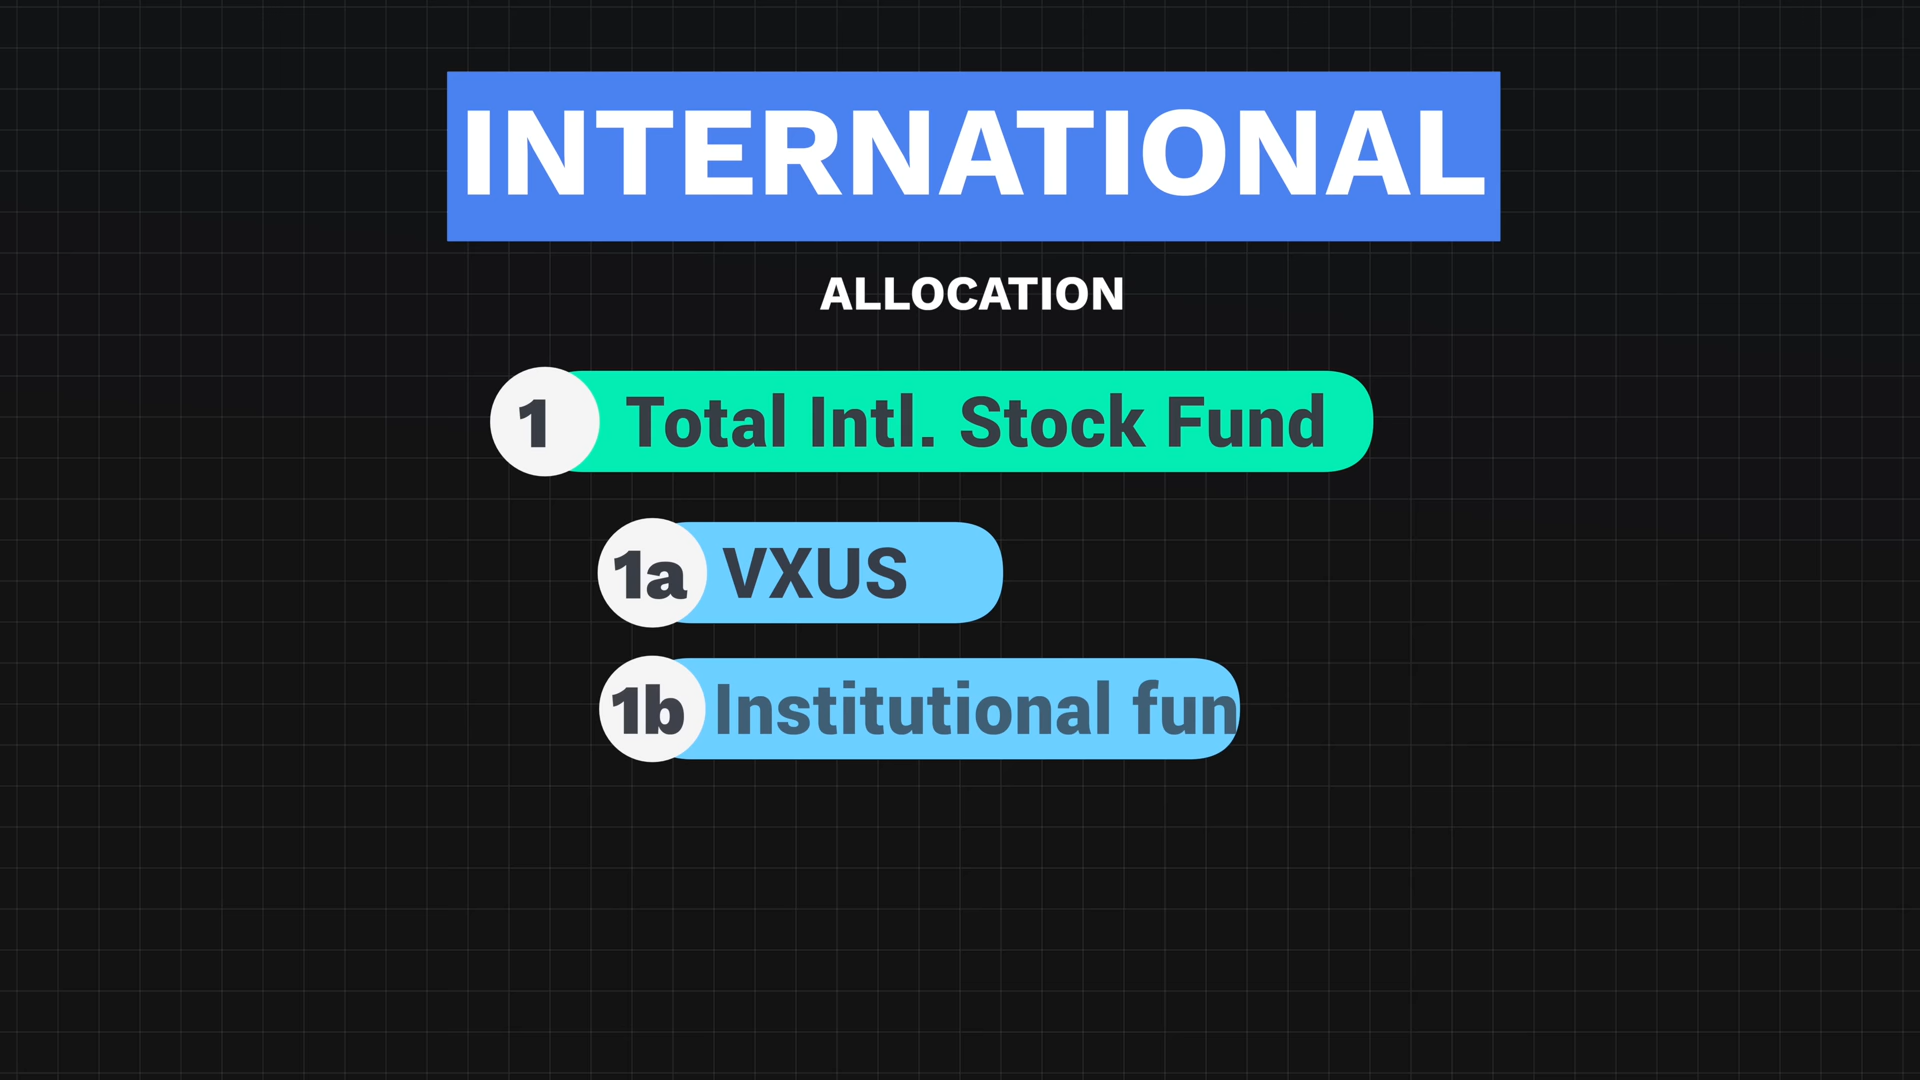 INTERNATIONAL
ALLOCATION
1 Total Intl. Stock Fund
1a VXUS
1b Institutional fun